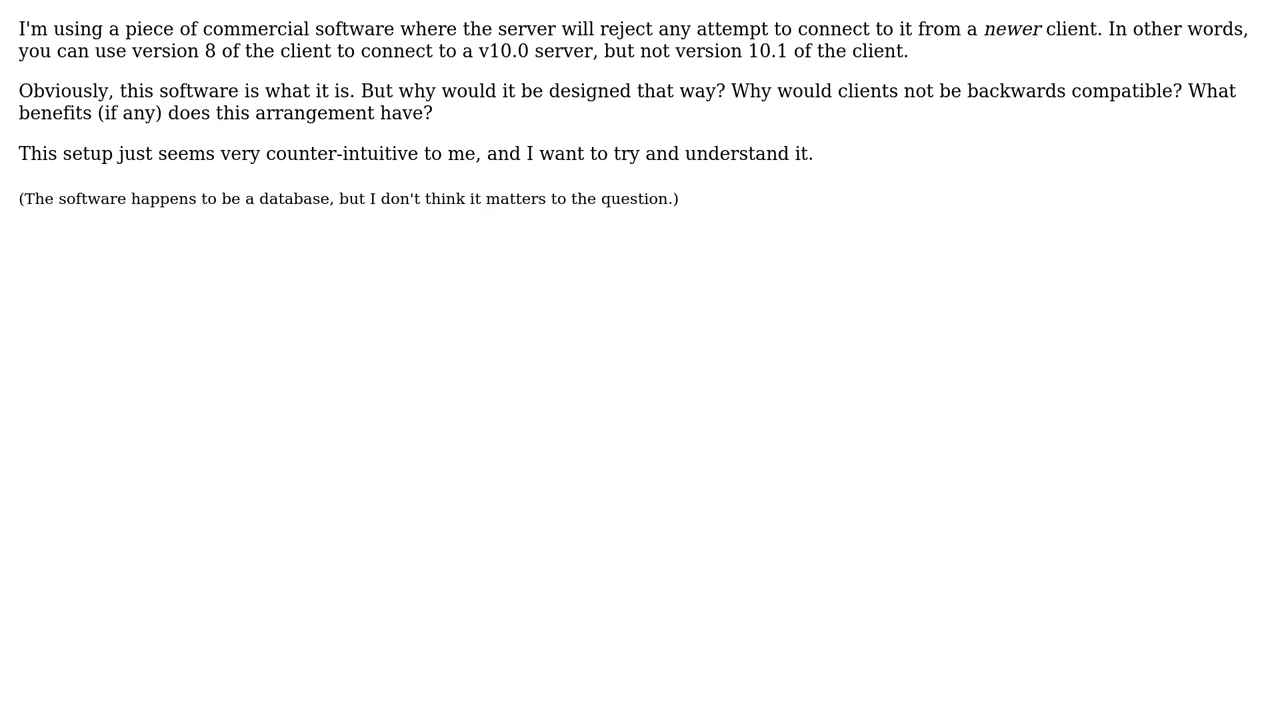 I'm using a piece of commercial software where the server will reject any attempt to connect to it from a newer client. In other words,
you can use version 8 of the client to connect to a v10.0 server, but not version 10.1 of the client.
Obviously, this software is what it is. But why would it be designed that way? Why would clients not be backwards compatible? What
benefits (if any) does this arrangement have?
This setup just seems very counter-intuitive to me, and I want to try and understand it.
(The software happens to be a database, but I don't think it matters to the question.)